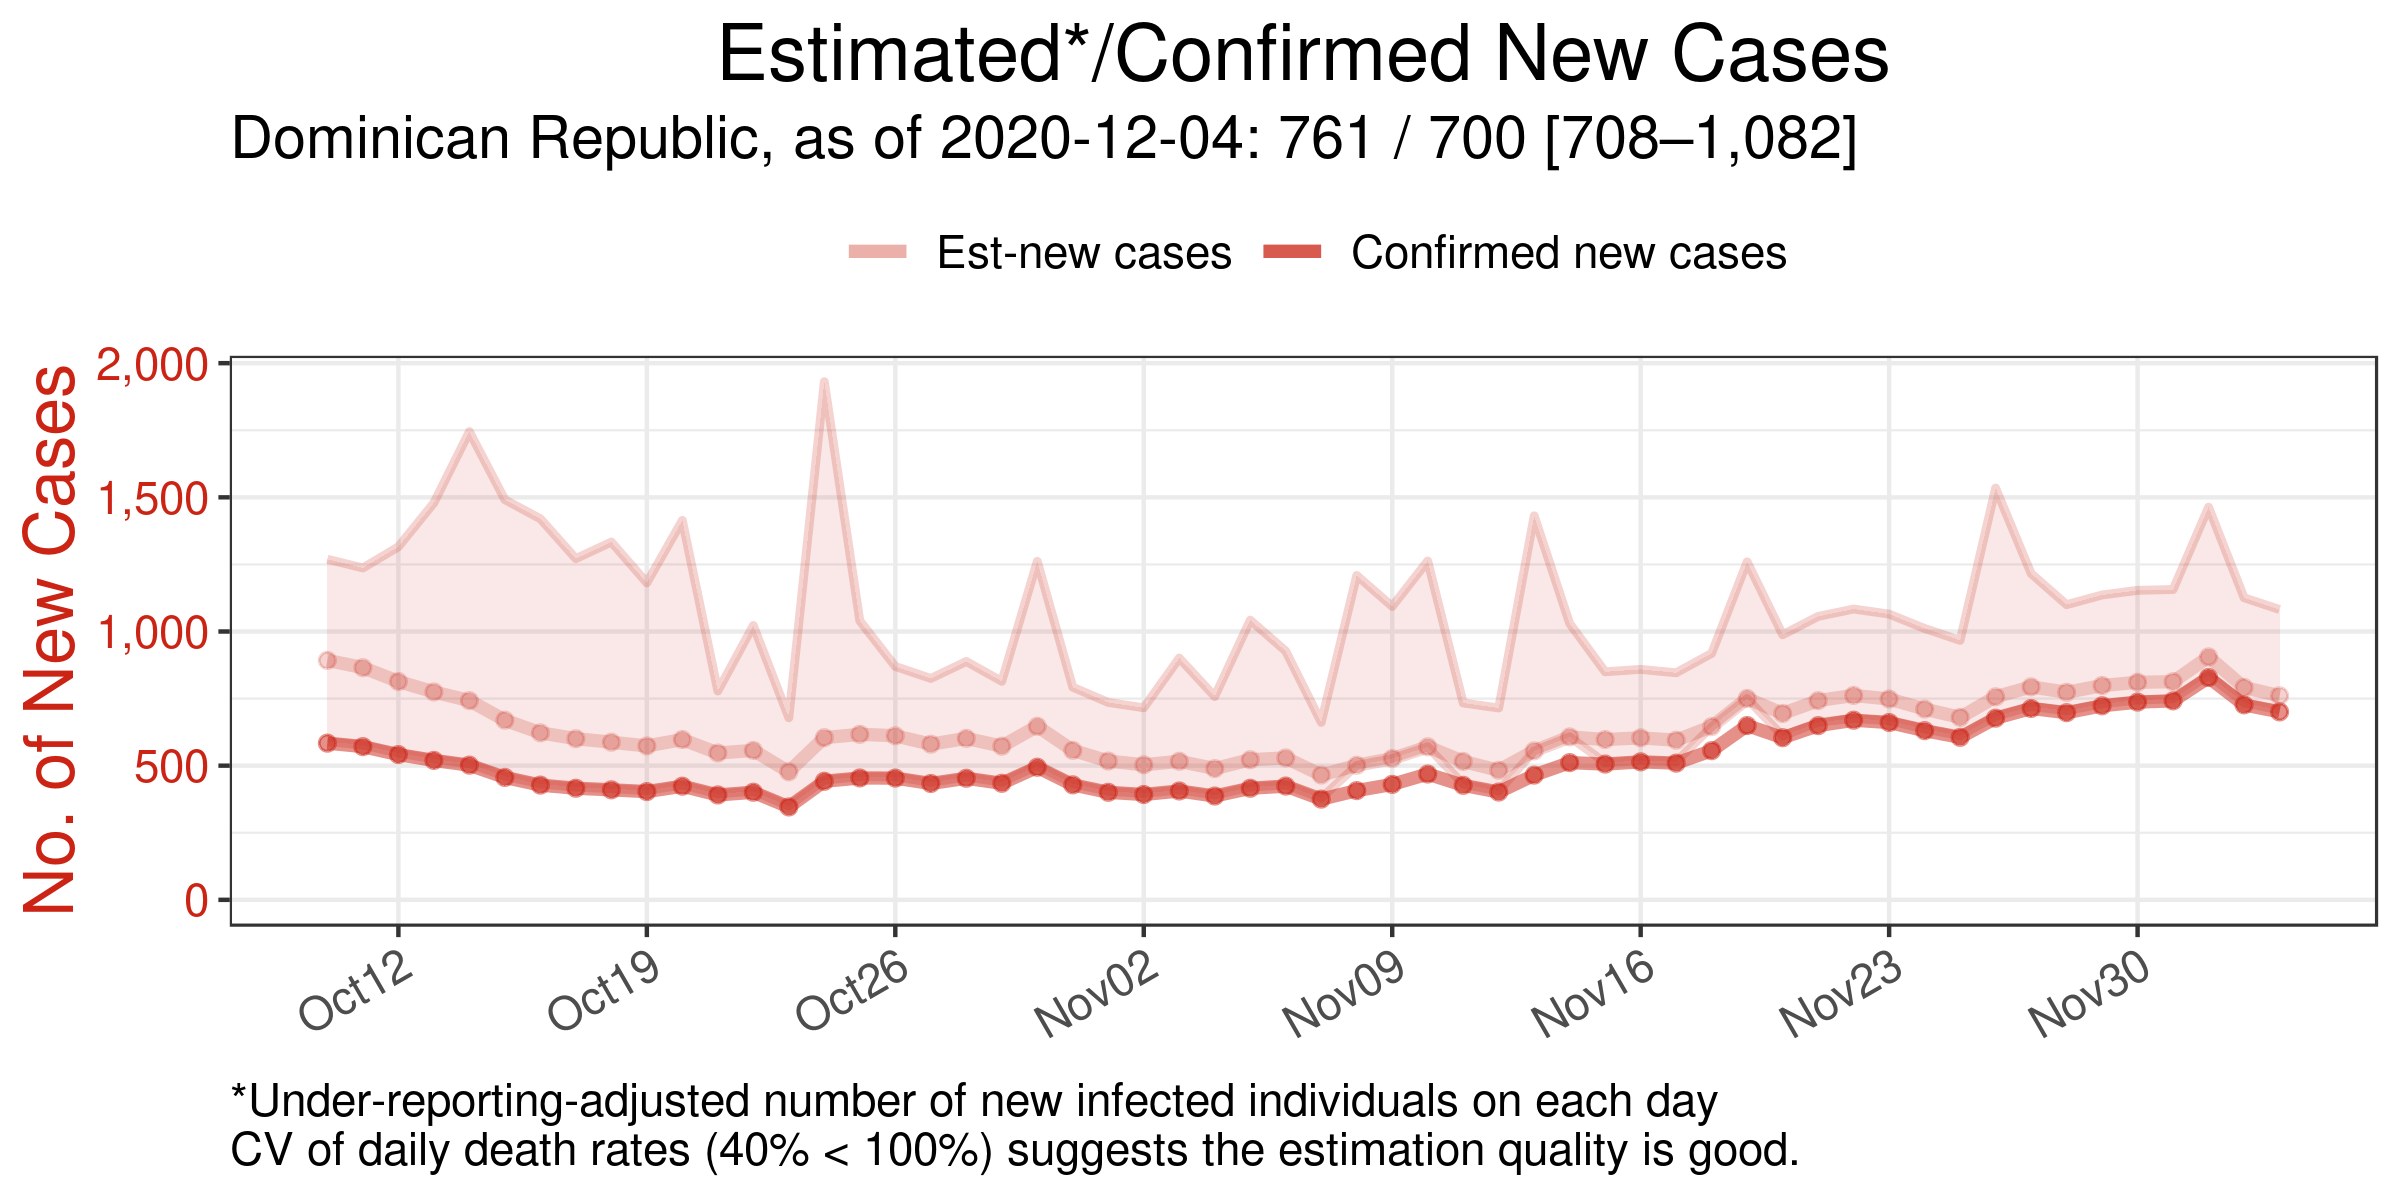 Estimated*/Confirmed New Cases
Dominican Republic, as of 2020-12-04: 761 / 700 [708–1,082]
Est-new cases Confirmed new cases
No. of New Cases
2,000
1,500
1,000
500
0
Oct12 Oct19 Oct26 Nov02 Nov09 Nov16 Nov23 Nov30
*Under-reporting-adjusted number of new infected individuals on each day
CV of daily death rates (40% < 100%) suggests the estimation quality is good.